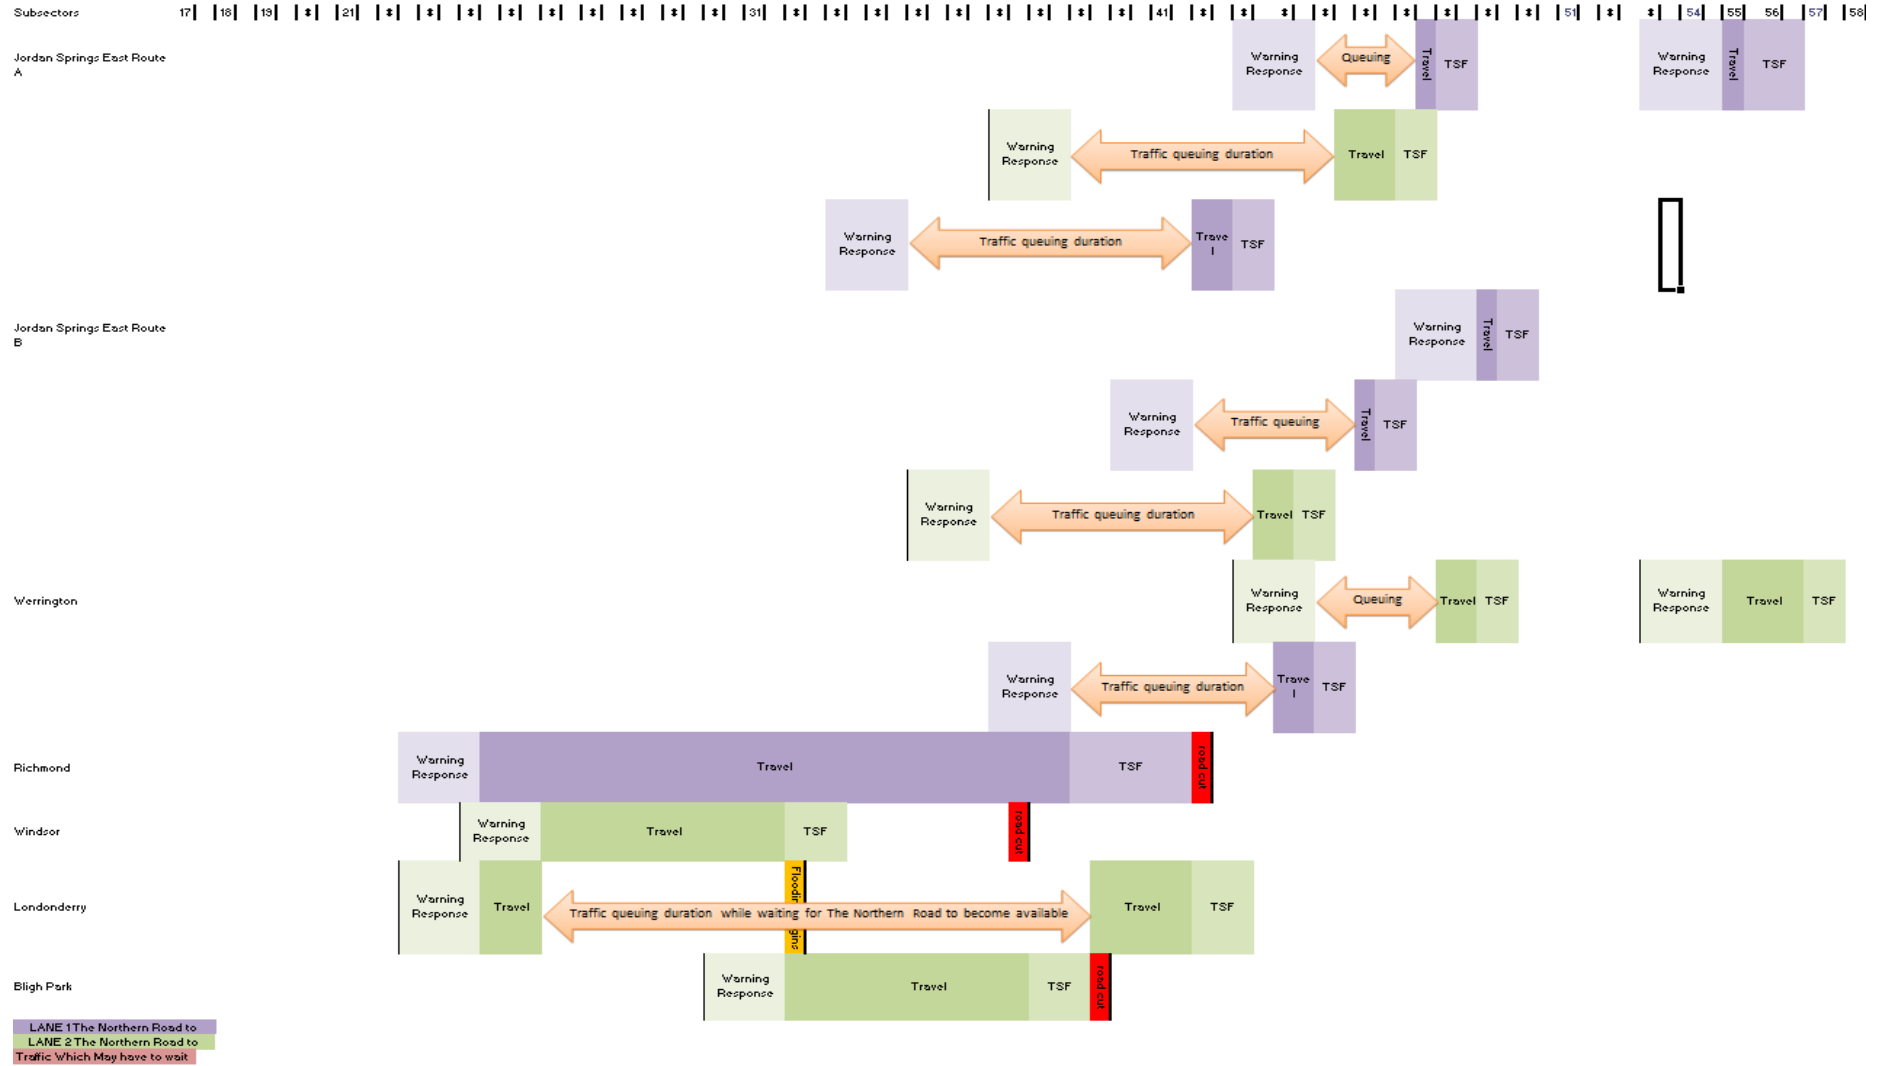 Subsectors 17 18 19 21 31 41 51 54 55 56 57 58
Jordan Springs East Route
A
Warning
Response
Queuing
Travel
TSF
Warning
Response
Travel
TSF
Warning
Response
Traffic queuing duration
Travel
TSF
Warning
Response
Traffic queuing duration
Trave
l
TSF
Jordan Springs East Route
B
Warning
Response
Travel
TSF
Warning
Response
Traffic queuing
Travel
TSF
Warning
Response
Traffic queuing duration
Travel
TSF
Werrington
Warning
Response
Queuing
Travel
TSF
Warning
Response
Travel
TSF
Warning
Response
Traffic queuing duration
Trave
l
TSF
Richmond
Warning
Response
Travel
TSF
road cut
Windsor
Warning
Response
Travel
TSF
road cut
Londonderry
Warning
Response
Travel
Traffic queuing duration while waiting for The Northern Road to become available
Travel
TSF
Bligh Park
Warning
Response
Travel
TSF
road cut
LANE 1 The Northern Road to
LANE 2 The Northern Road to
Traffic Which May have to wait